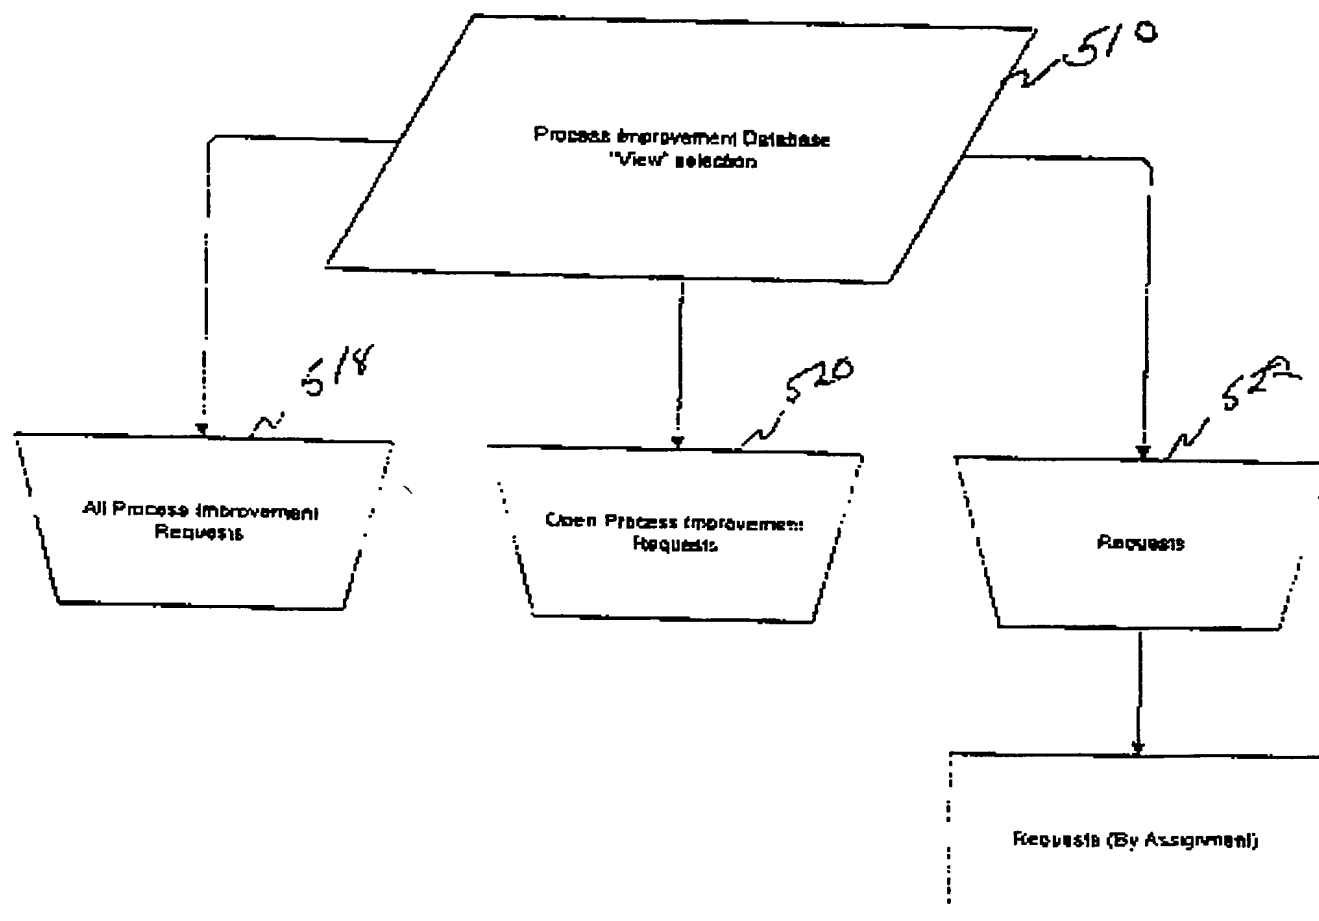 510
Process Improvement Database
"View" selection
518
520
522
All Process Improvement
Requests
Open Process Improvement
Requests
Requests
Requests (By Assignment)